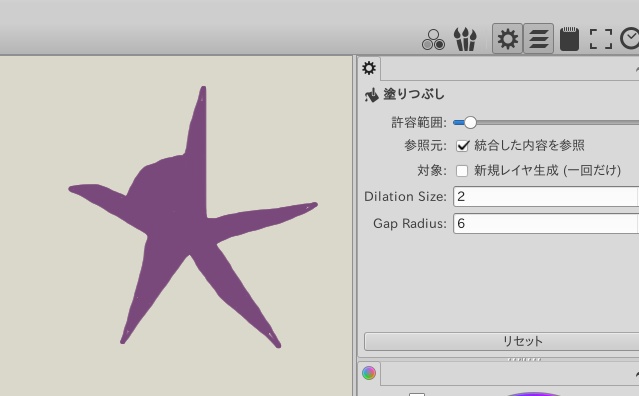 塗りつぶし
許容範囲:
参照元: 統合した内容を参照
対象: 新規レイヤ生成 (一回だけ)
Dilation Size: 2
Gap Radius: 6
リセット